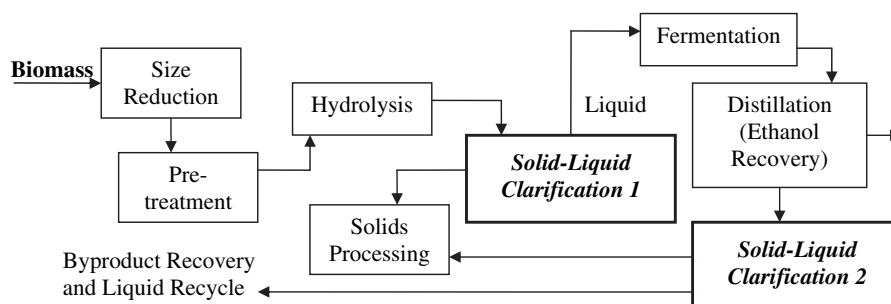 Biomass
Size
Reduction
Pre-
treatment
Hydrolysis
Solid-Liquid
Clarification 1
Liquid
Fermentation
Distillation
(Ethanol
Recovery)
Solids
Processing
Solid-Liquid
Clarification 2
Byproduct Recovery
and Liquid Recycle